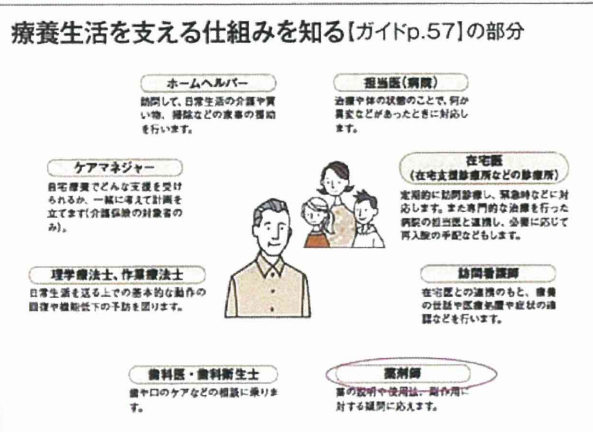 療養生活を支える仕組みを知る【ガイドp.57】の部分
ホームヘルパー
訪問して、日常生活の介護や買
い物、掃除などの家事の援助
を行います。
担当医(病院)
治療や体の状態のことで、何か
異変などがあったときに対応し
ます。
ケアマネジャー
自宅療養でどんな支援を受け
られるか、一緒に考えて計画を
立てます(介護保険の対象者の
み)。
在宅医
(在宅支援診療所などの診療所)
定期的に訪問診療し、緊急時などに対
応します。また専門的な治療を行った
病院の担当医と連携し、必要に応じて
再入院の手配などもします。
理学療法士、作業療法士
日常生活を送る上での基本的な動作の
回復や機能低下の予防を図ります。
訪問看護師
在宅医との連携のもと、療養
の世話や医療処置や症状の確
認などを行います。
歯科医・歯科衛生士
歯や口のケアなどの相談に乗りま
す。
薬剤師
薬の説明や使用法、副作用に
対する疑問に応えます。